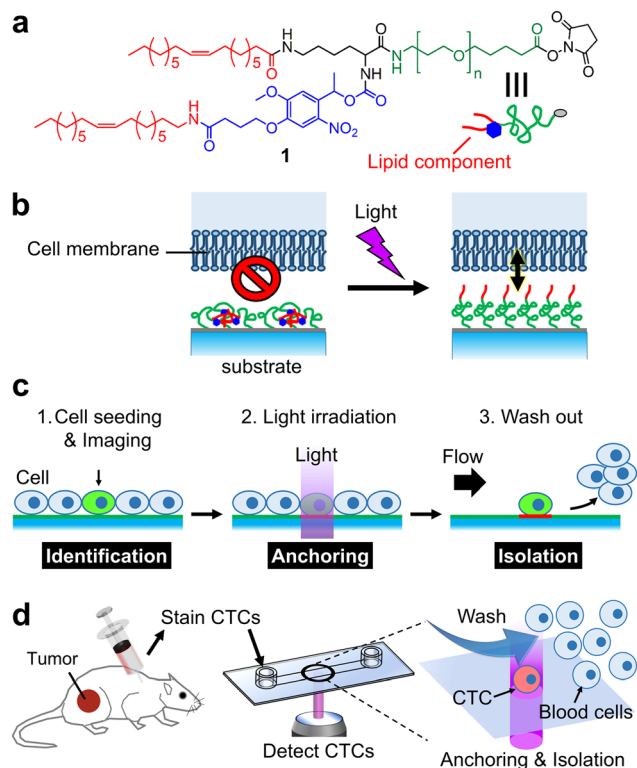 a
( )5
( )5
O
H
N
O
H
N
O
n
O
O
N
O
O
HN
O
O
O
NO2
O
( )5
( )5
H
N
O
1
Lipid component
b
Light
Cell membrane
substrate
c
1. Cell seeding
& Imaging
2. Light irradiation
3. Wash out
Cell
Light
Flow
Identification
Anchoring
Isolation
d
Stain CTCs
Tumor
Detect CTCs
Wash
CTC
Blood cells
Anchoring & Isolation